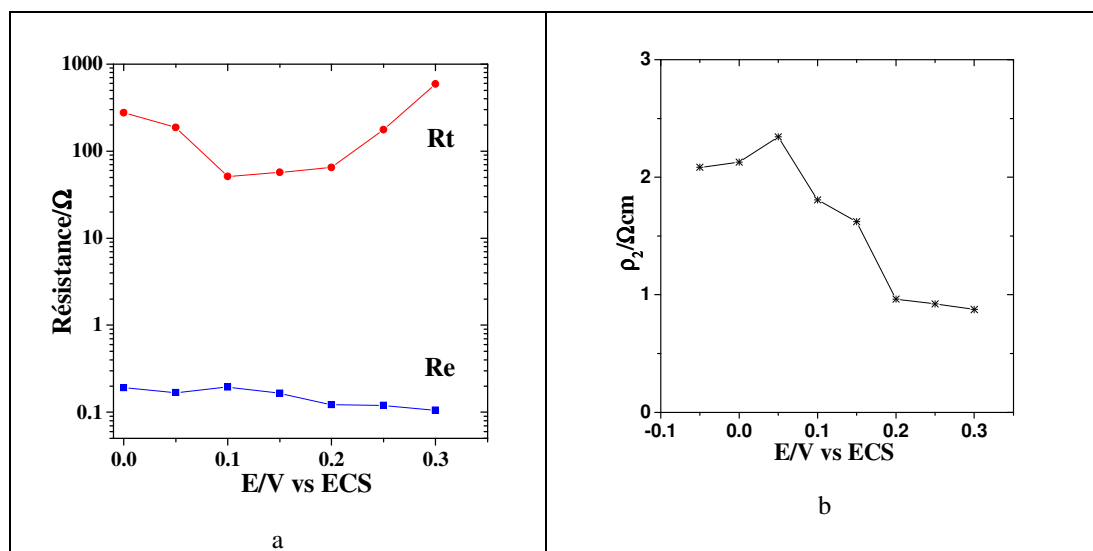 1000
100
10
1
0.1
Résistance/Ω
Rt
Re
0.0 0.1 0.2 0.3
E/V vs ECS
a
3
2
1
0
ρ2/Ωcm
-0.1 0.0 0.1 0.2 0.3
E/V vs ECS
b